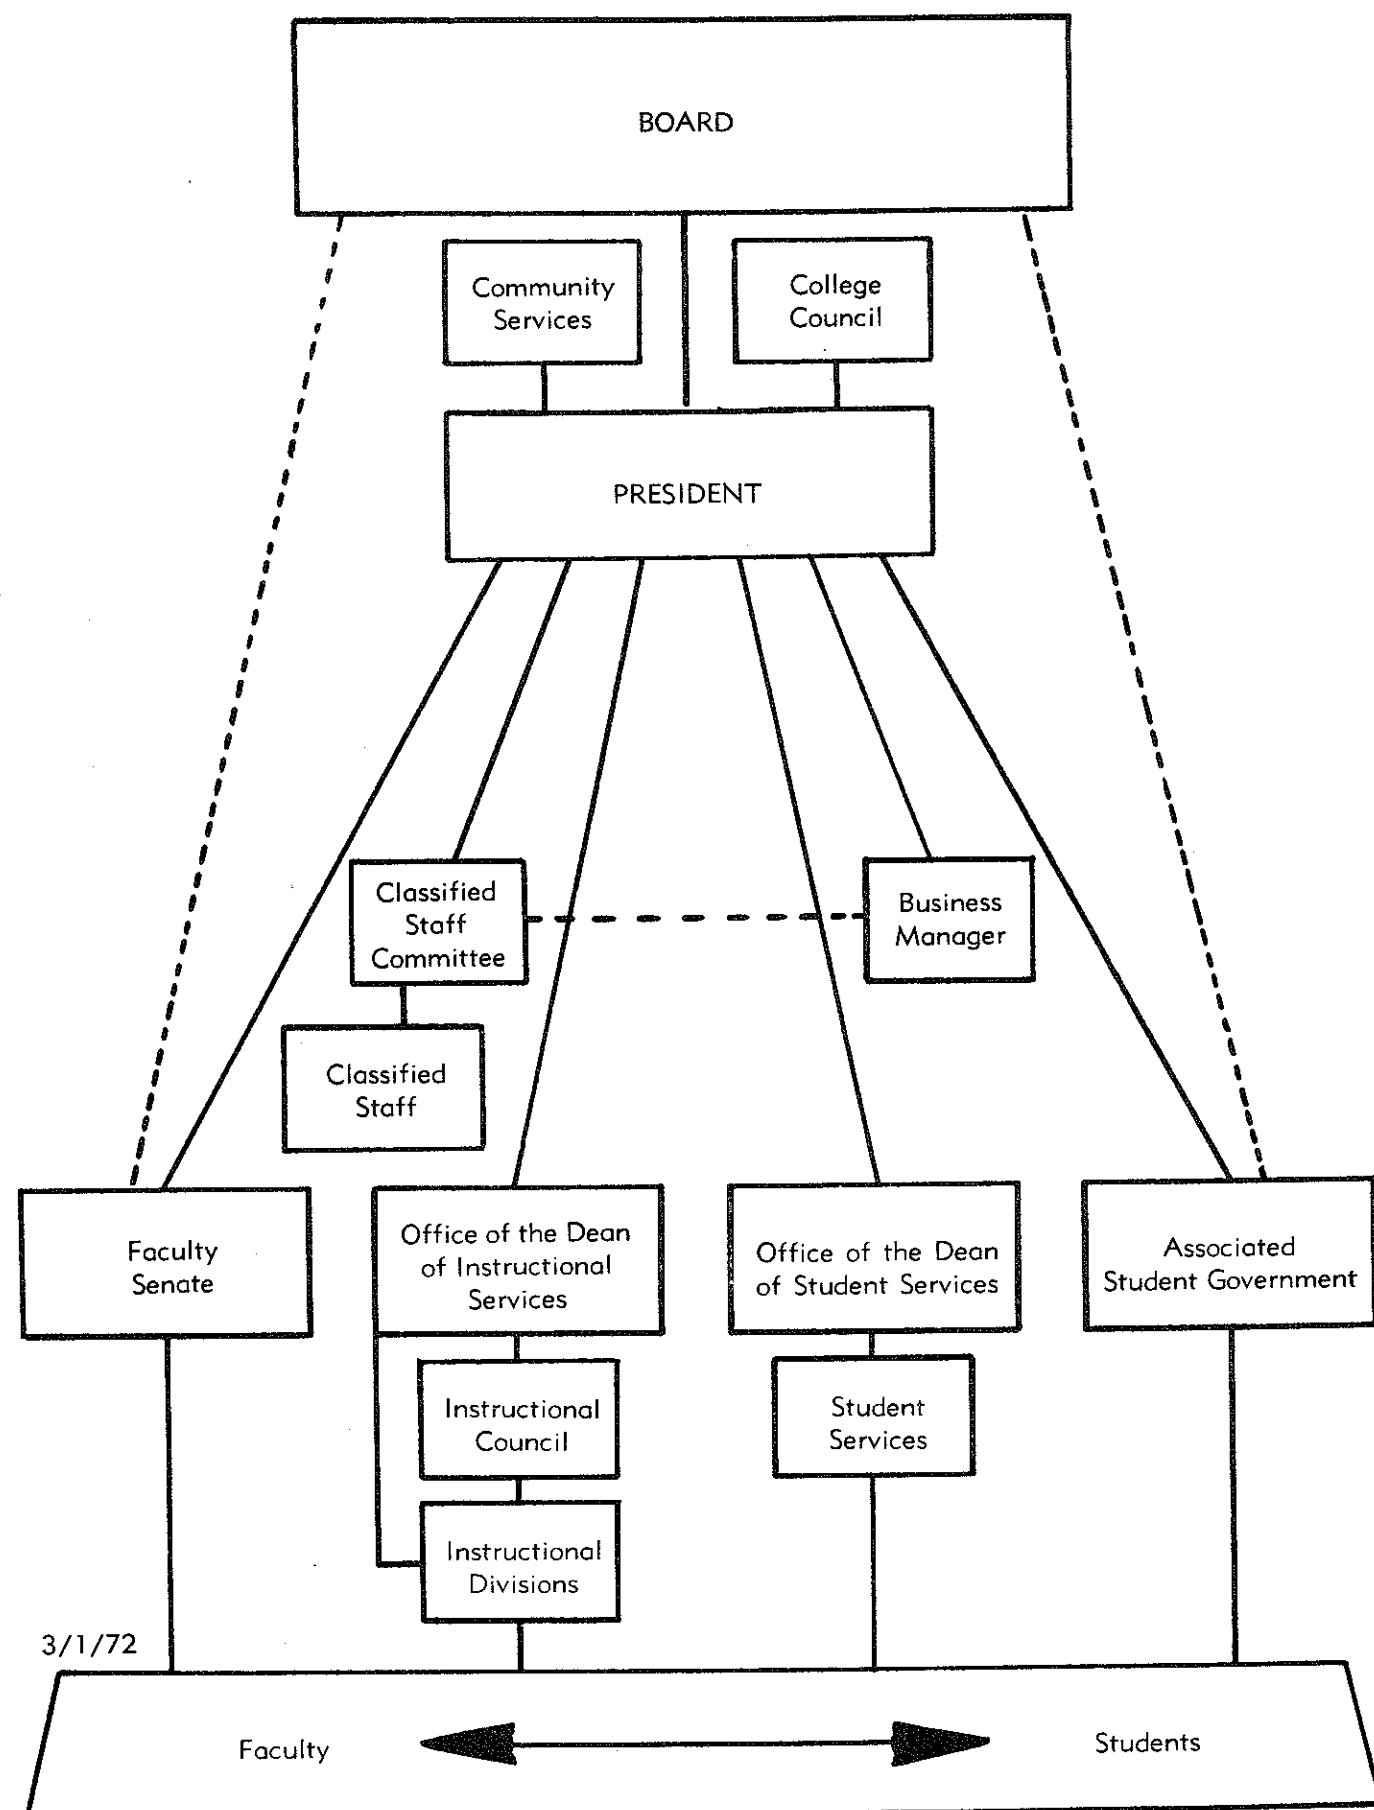 BOARD
Community
Services
College
Council
PRESIDENT
Classified
Staff
Committee
Business
Manager
Classified
Staff
Faculty
Senate
Office of the Dean
of Instructional
Services
Office of the Dean
of Student Services
Associated
Student Government
Instructional
Council
Student
Services
Instructional
Divisions
3/1/72
Faculty
Students